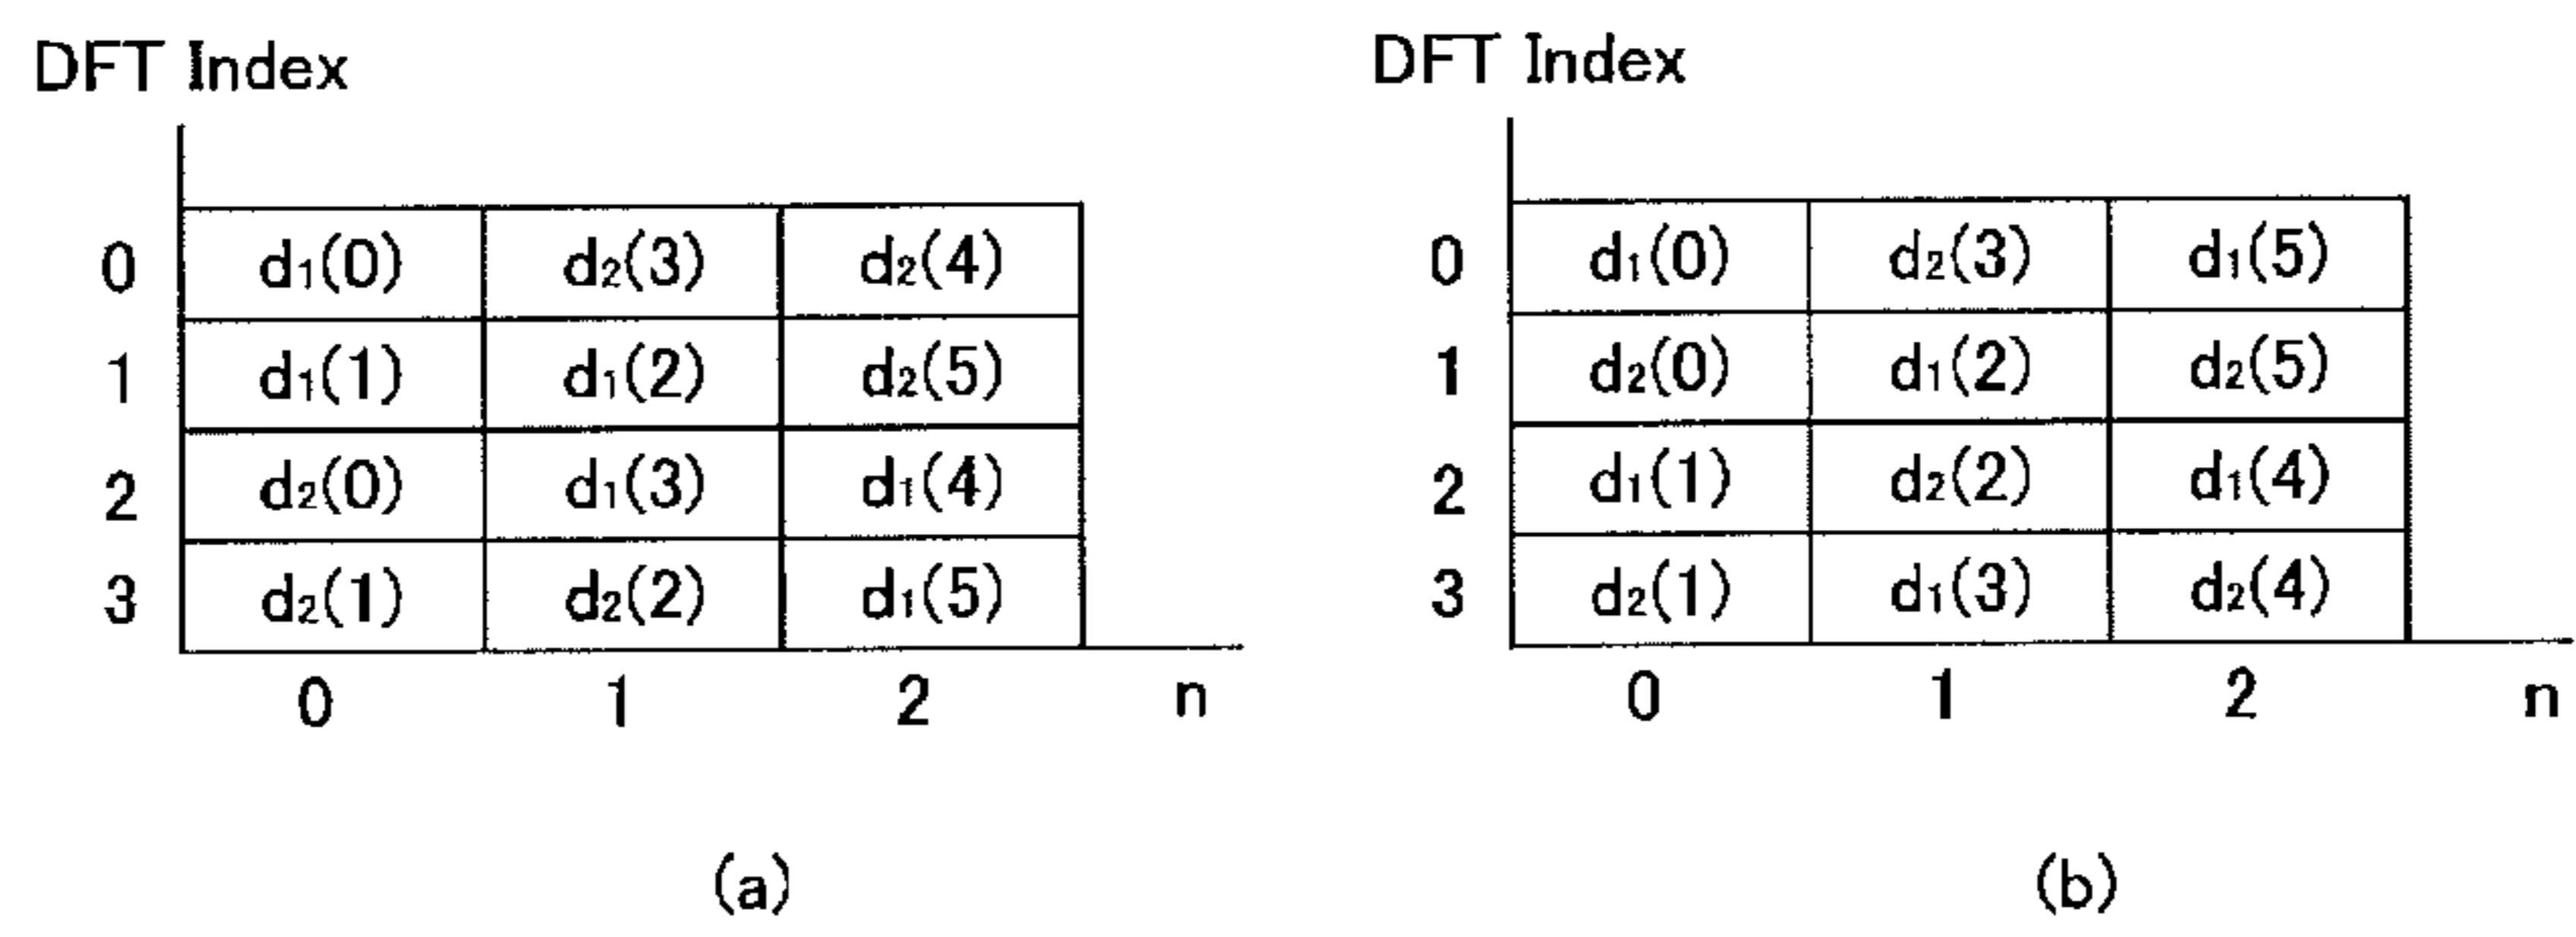 DFT Index
0 d₁(0) d₂(3) d₂(4)
1 d₁(1) d₁(2) d₂(5)
2 d₂(0) d₁(3) d₁(4)
3 d₂(1) d₂(2) d₁(5)
0 1 2 n
(a)
DFT Index
0 d₁(0) d₂(3) d₁(5)
1 d₂(0) d₁(2) d₂(5)
2 d₁(1) d₂(2) d₁(4)
3 d₂(1) d₁(3) d₂(4)
0 1 2 n
(b)